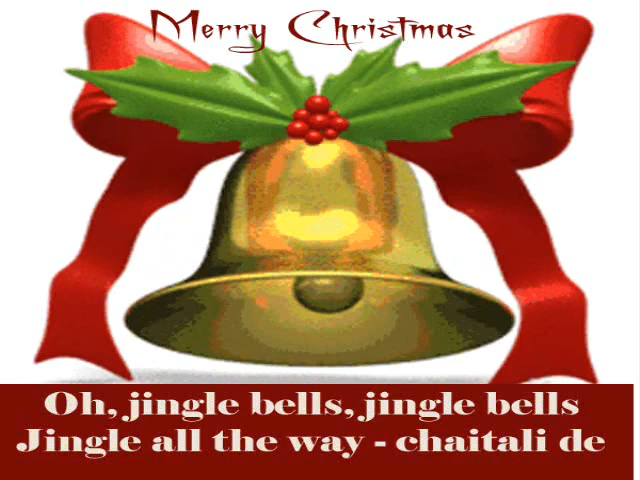 Merry Christmas
Oh, jingle bells, jingle bells
Jingle all the way - chaitali de